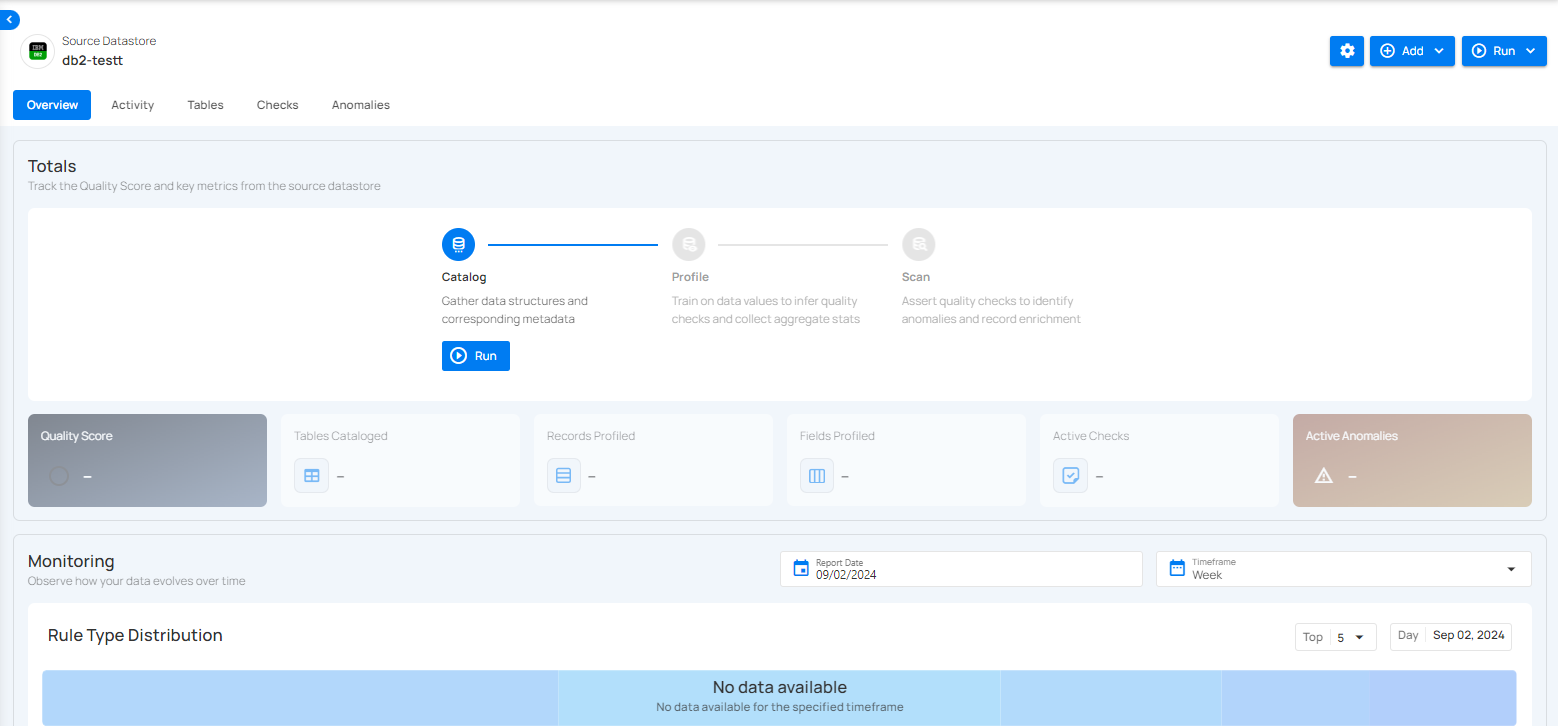 Source Datastore
IBM
DB2
db2-testt
Add
Run
Overview
Activity
Tables
Checks
Anomalies
Totals
Track the Quality Score and key metrics from the source datastore
Catalog
Profile
Scan
Gather data structures and
corresponding metadata
Train on data values to infer quality
checks and collect aggregate stats
Assert quality checks to identify
anomalies and record enrichment
Run
Quality Score
–
Tables Cataloged
–
Records Profiled
–
Fields Profiled
–
Active Checks
–
Active Anomalies
–
Monitoring
Observe how your data evolves over time
Report Date
09/02/2024
Timeframe
Week
Rule Type Distribution
Top 5
Day Sep 02, 2024
No data available
No data available for the specified timeframe